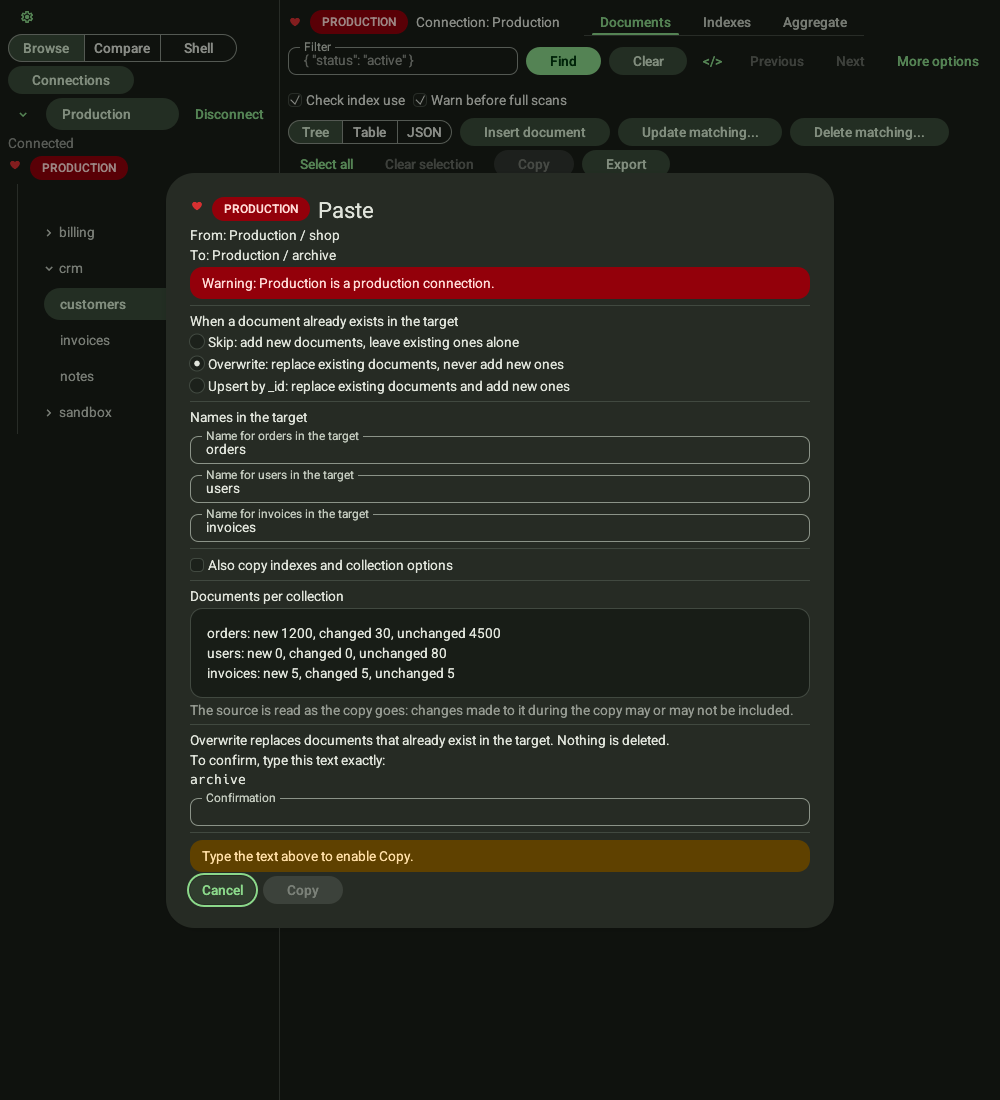 PRODUCTION Connection: Production Documents Indexes Aggregate
Browse Compare Shell
Filter
{ "status": "active" }
Find Clear </> Previous Next More options
Connections
Check index use Warn before full scans
Production Disconnect
Tree Table JSON Insert document Update matching... Delete matching...
Connected
PRODUCTION
Select all Clear selection Copy Export
billing
crm
customers
invoices
notes
sandbox
PRODUCTION Paste
From: Production / shop
To: Production / archive
Warning: Production is a production connection.
When a document already exists in the target
Skip: add new documents, leave existing ones alone
Overwrite: replace existing documents, never add new ones
Upsert by _id: replace existing documents and add new ones
Names in the target
Name for orders in the target
orders
Name for users in the target
users
Name for invoices in the target
invoices
Also copy indexes and collection options
Documents per collection
orders: new 1200, changed 30, unchanged 4500
users: new 0, changed 0, unchanged 80
invoices: new 5, changed 5, unchanged 5
The source is read as the copy goes: changes made to it during the copy may or may not be included.
Overwrite replaces documents that already exist in the target. Nothing is deleted.
To confirm, type this text exactly:
archive
Confirmation
Type the text above to enable Copy.
Cancel Copy